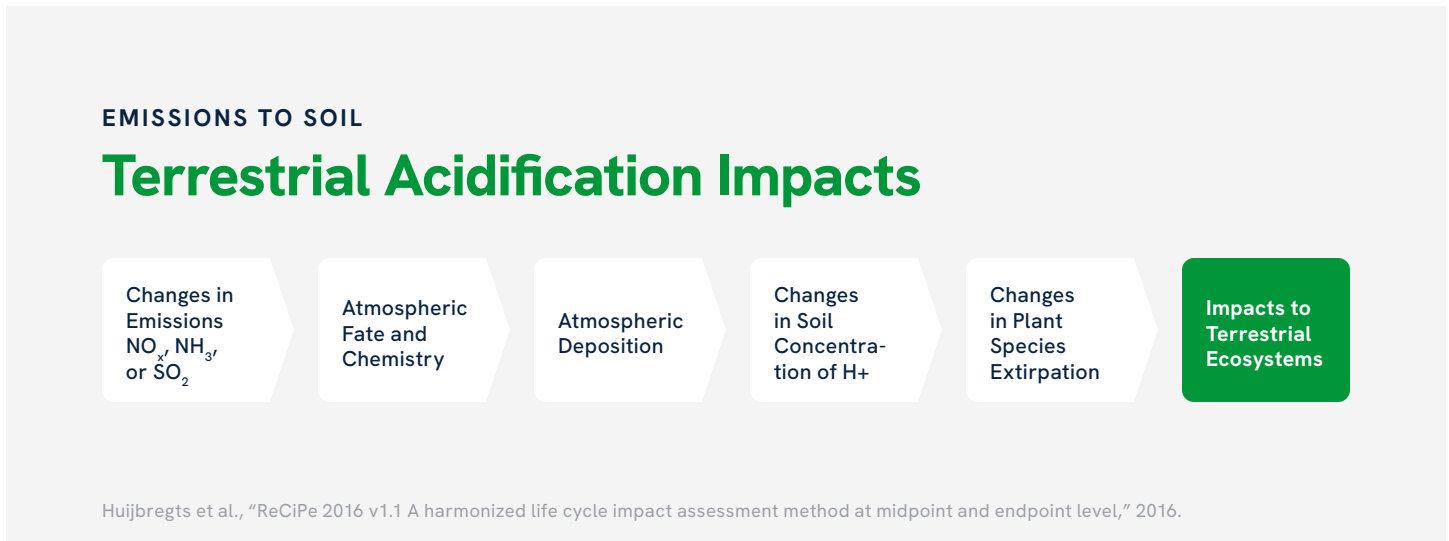 EMISSIONS TO SOIL
Terrestrial Acidification Impacts
Changes in
Emissions
NOₓ, NH₃,
or SO₂
Atmospheric
Fate and
Chemistry
Atmospheric
Deposition
Changes
in Soil
Concentra-
tion of H+
Changes
in Plant
Species
Extirpation
Impacts to
Terrestrial
Ecosystems
Huijbregts et al., “ReCiPe 2016 v1.1 A harmonized life cycle impact assessment method at midpoint and endpoint level,” 2016.